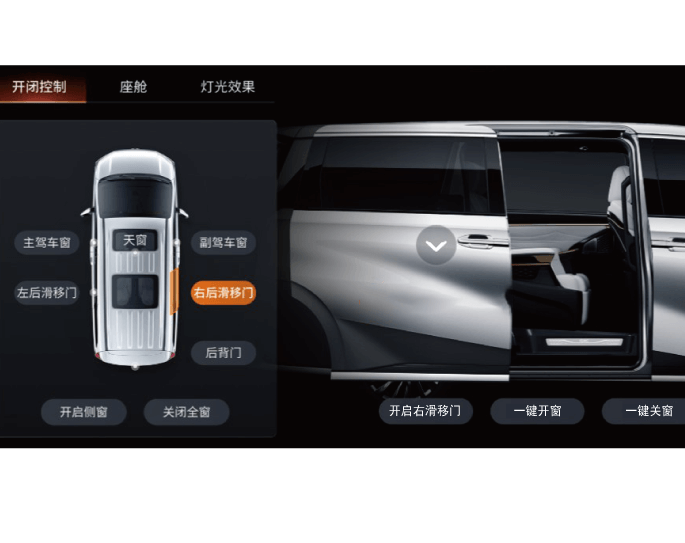 开闭控制 座舱 灯光效果
主驾车窗 天窗 副驾车窗
左后滑移门 右后滑移门
后背门
开启侧窗 关闭全窗
开启右滑移门 一键开窗 一键关窗